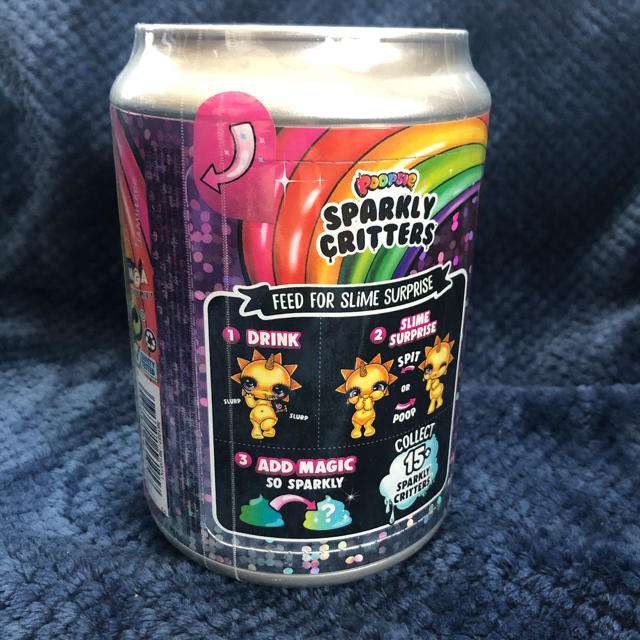 POOPSIE
SPARKLY
CRITTERS
FEED FOR SLIME SURPRISE
1 DRINK
SLURP
SLURP
2 SLIME
SURPRISE
SPIT
OR
POOP
3 ADD MAGIC
SO SPARKLY
?
COLLECT
15+
SPARKLY
CRITTERS